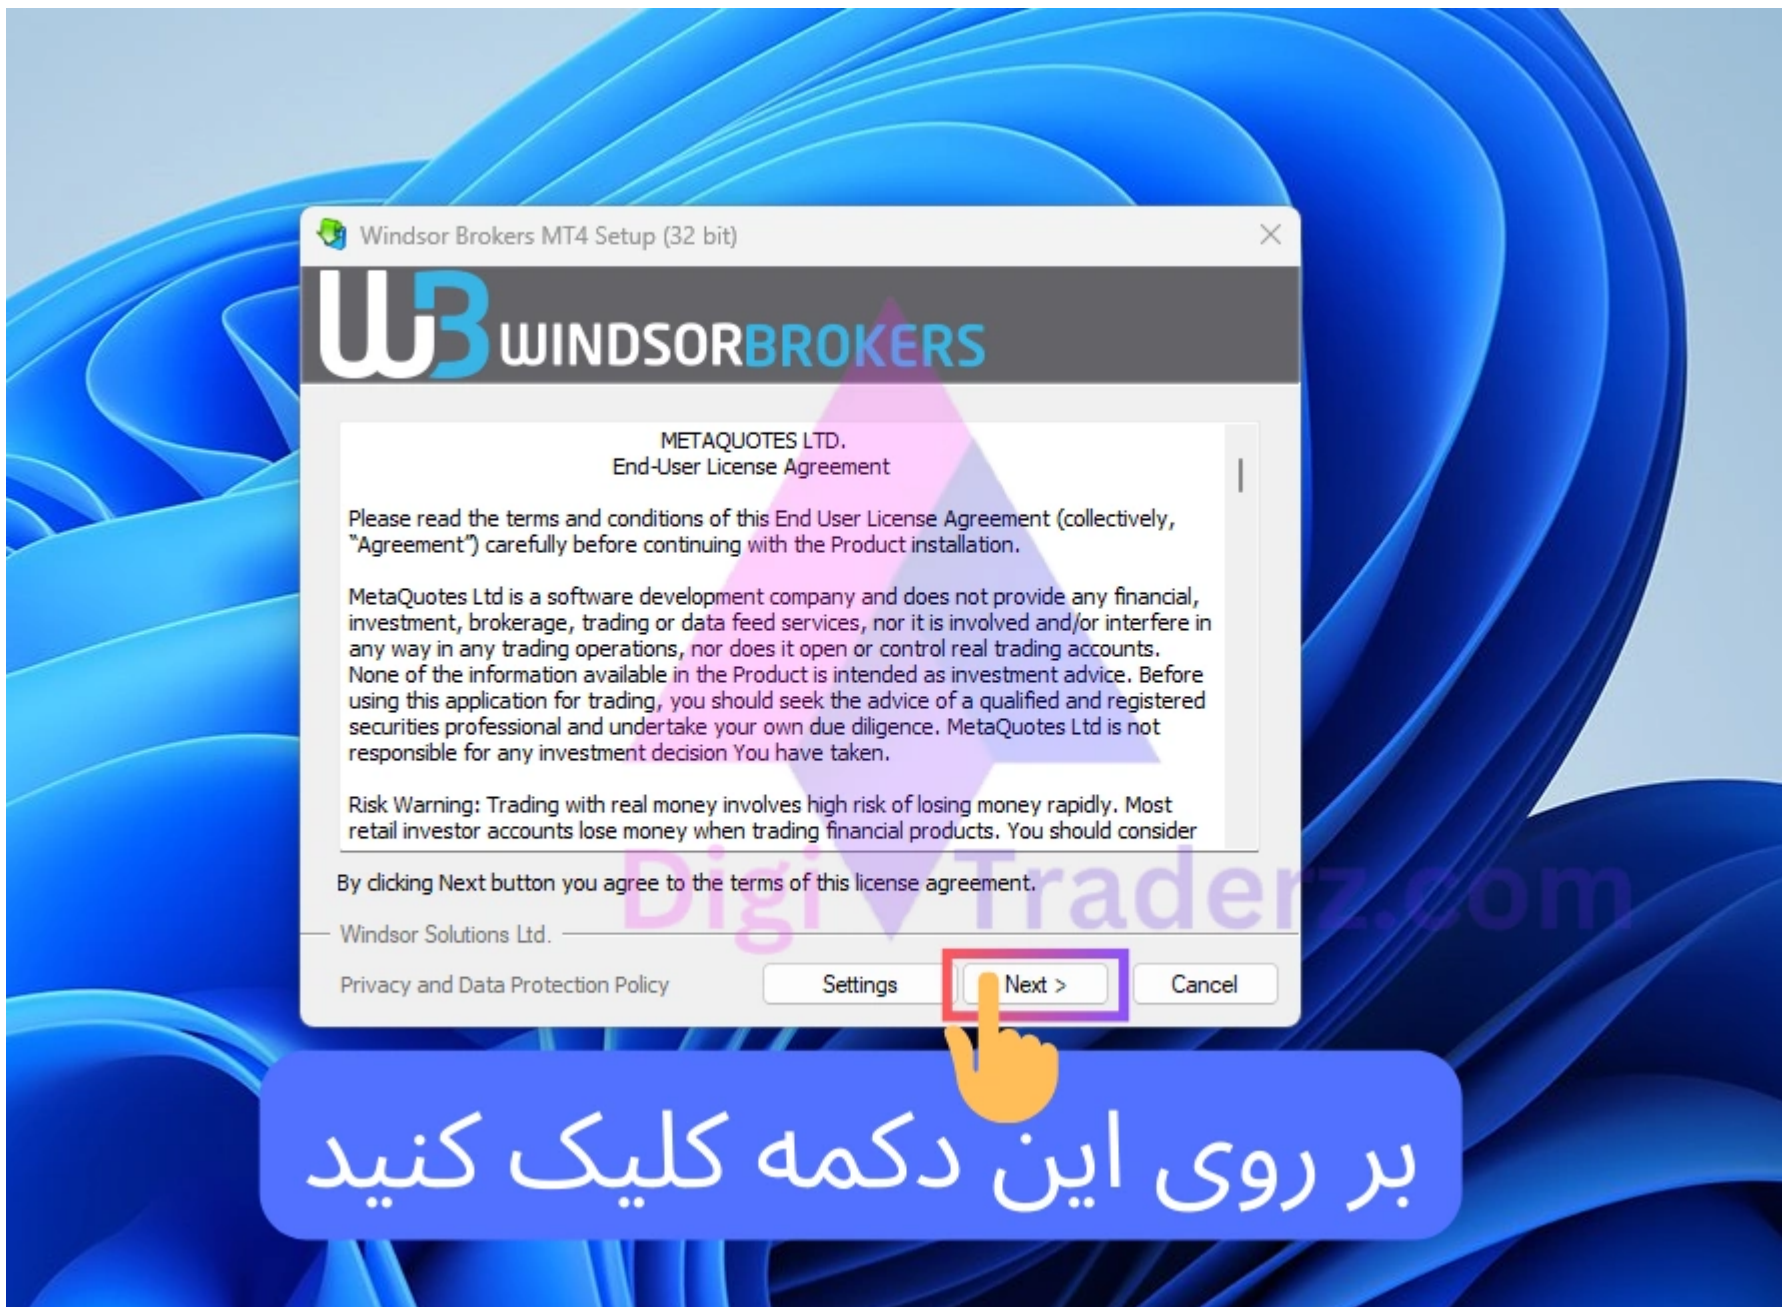 Windsor Brokers MT4 Setup (32 bit)
WB WINDSORBROKERS
METAQUOTES LTD.
End-User License Agreement
Please read the terms and conditions of this End User License Agreement (collectively,
“Agreement”) carefully before continuing with the Product installation.
MetaQuotes Ltd is a software development company and does not provide any financial,
investment, brokerage, trading or data feed services, nor it is involved and/or interfere in
any way in any trading operations, nor does it open or control real trading accounts.
None of the information available in the Product is intended as investment advice. Before
using this application for trading, you should seek the advice of a qualified and registered
securities professional and undertake your own due diligence. MetaQuotes Ltd is not
responsible for any investment decision You have taken.
Risk Warning: Trading with real money involves high risk of losing money rapidly. Most
retail investor accounts lose money when trading financial products. You should consider
By clicking Next button you agree to the terms of this license agreement.
Digi Traderz.com
Windsor Solutions Ltd.
Privacy and Data Protection Policy Settings Next > Cancel
بر روی این دکمه کلیک کنید